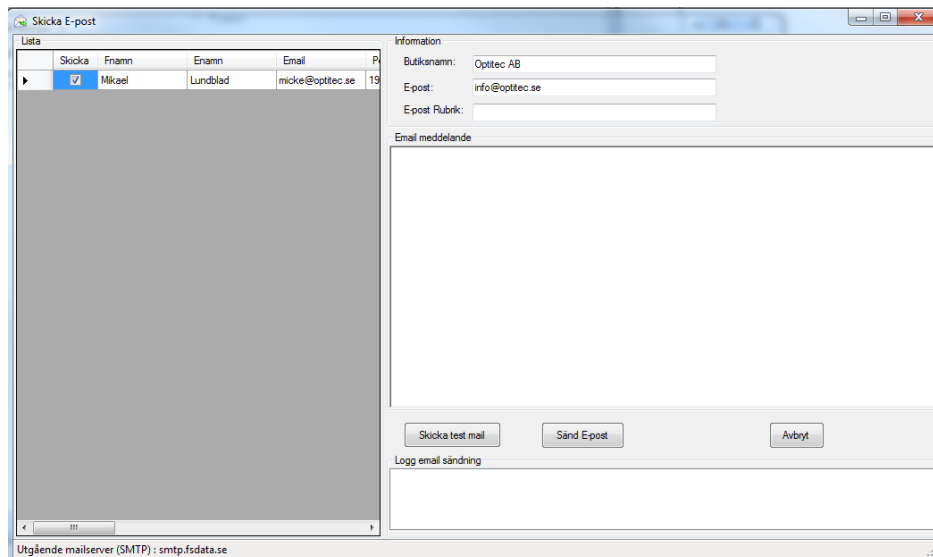 Skicka E-post
Lista
Skicka Fnamn Enamn Email
Mikael Lundblad micke@optitec.se 19
Information
Butiksnamn: Optitec AB
E-post: info@optitec.se
E-post Rubrik:
Email meddelande
Skicka test mail Sänd E-post Avbryt
Logg email sändning
Utgående mailserver (SMTP) : smtp.fsdata.se